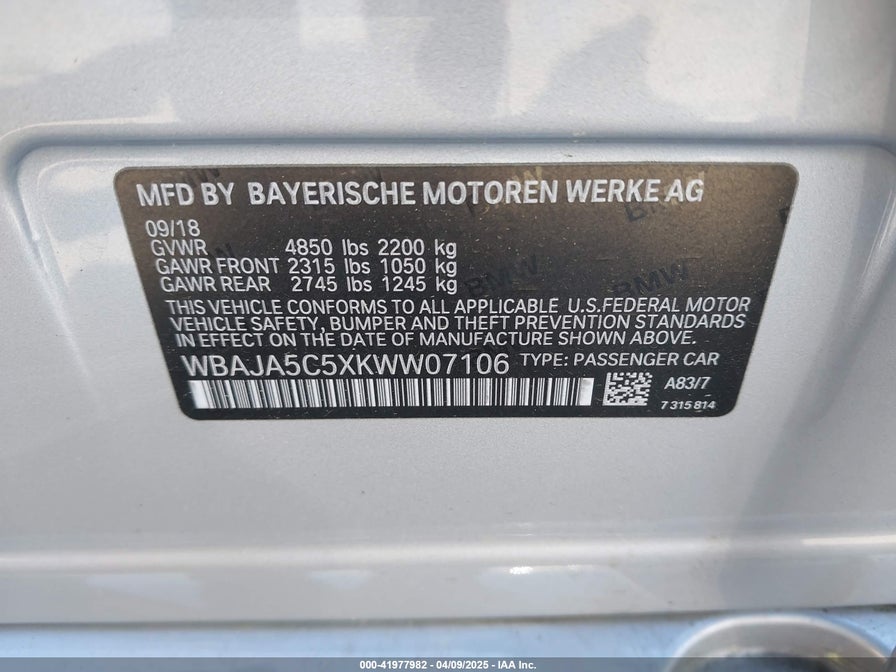 MFD BY BAYERISCHE MOTOREN WERKE AG
09/18
GVWR 4850 lbs 2200 kg
GAWR FRONT 2315 lbs 1050 kg
GAWR REAR 2745 lbs 1245 kg
THIS VEHICLE CONFORMS TO ALL APPLICABLE U.S.FEDERAL MOTOR
VEHICLE SAFETY, BUMPER AND THEFT PREVENTION STANDARDS
IN EFFECT ON THE DATE OF MANUFACTURE SHOWN ABOVE.
WBAJA5C5XKWW07106 TYPE: PASSENGER CAR
A83/7
7 315 814
BMW
BMW
BMW
000-41977982 / 04/09/2025 - IAA Inc.